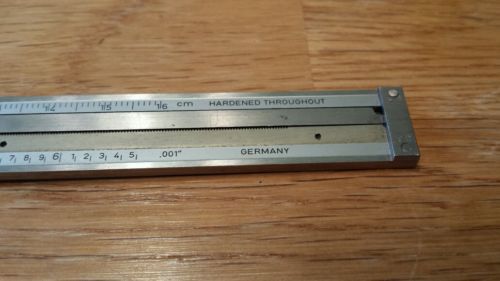 14 15 16 cm HARDENED THROUGHOUT
7 8 9 6 1 2 3 4 5 .001" GERMANY